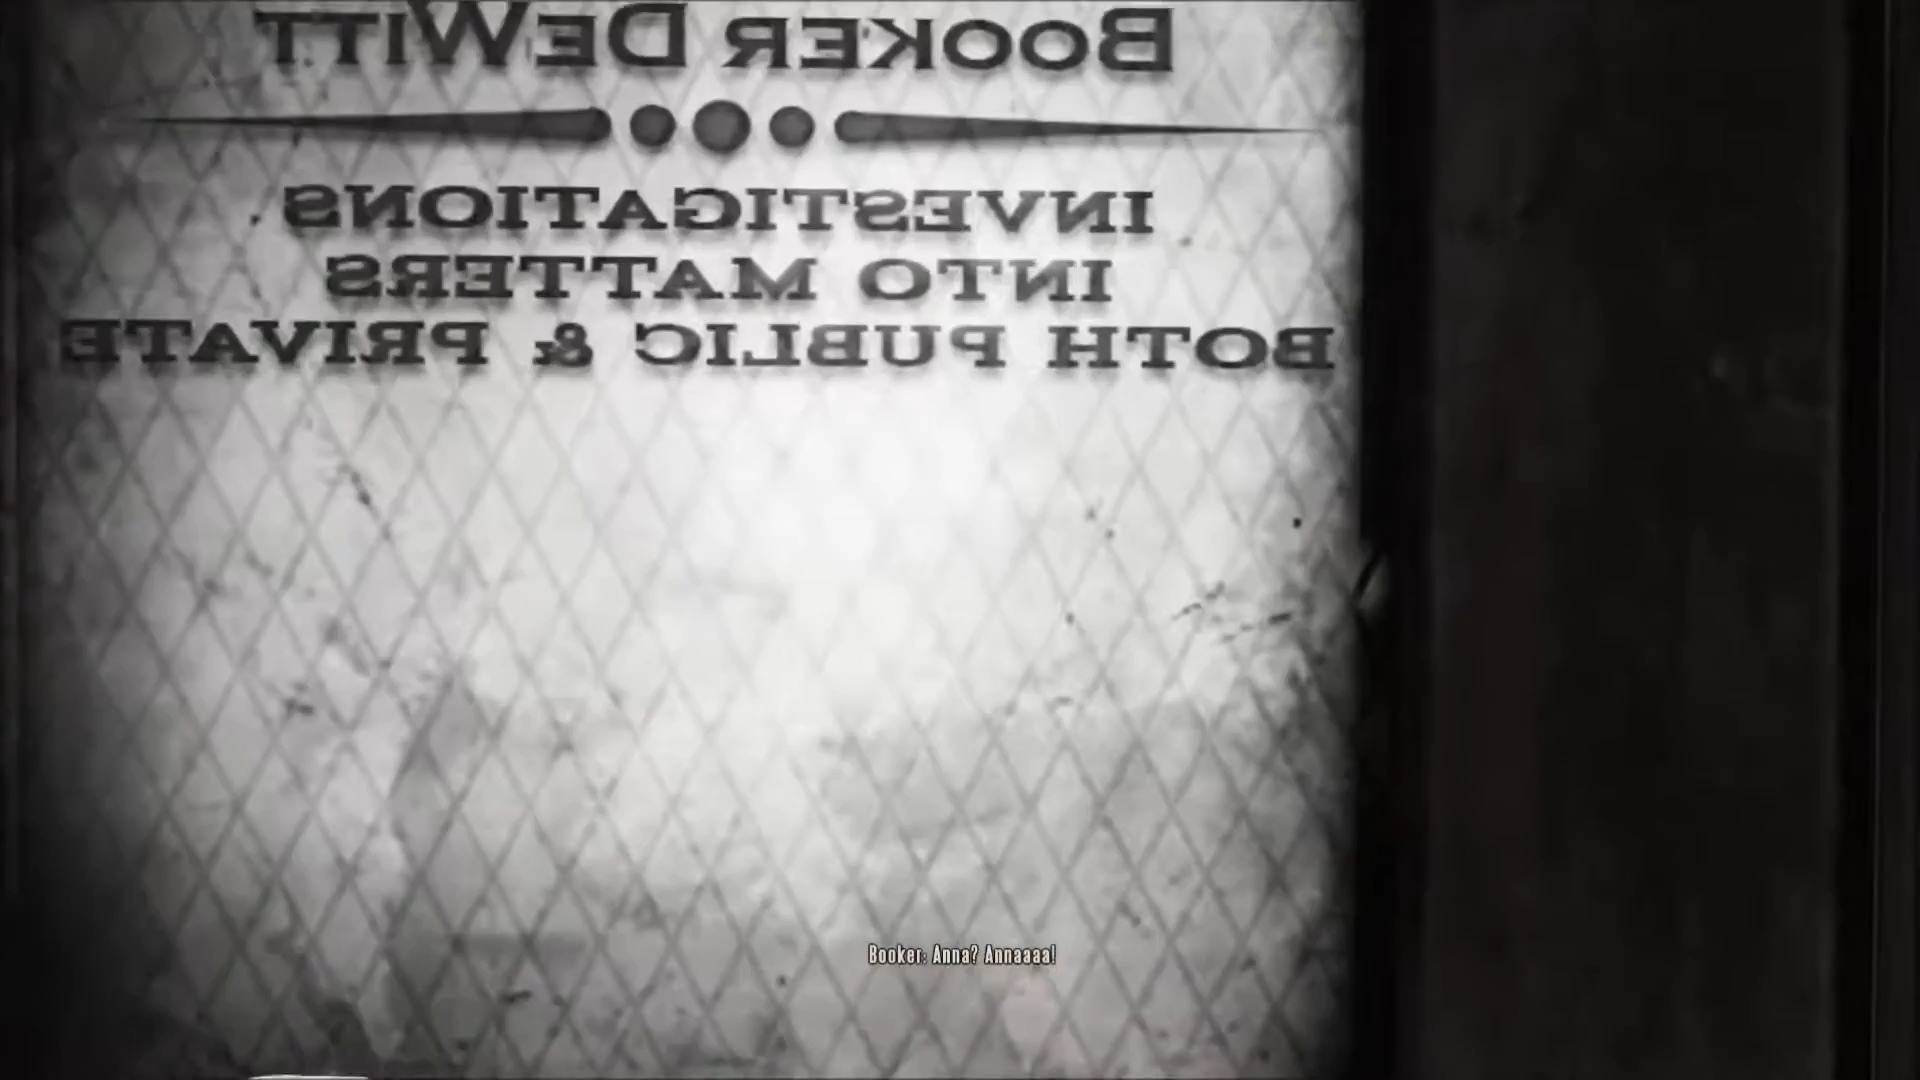 BOOKER DEWITT
INVESTIGATIONS
INTO MATTERS
BOTH PUBLIC & PRIVATE
Booker: Anna? Annaaaa!